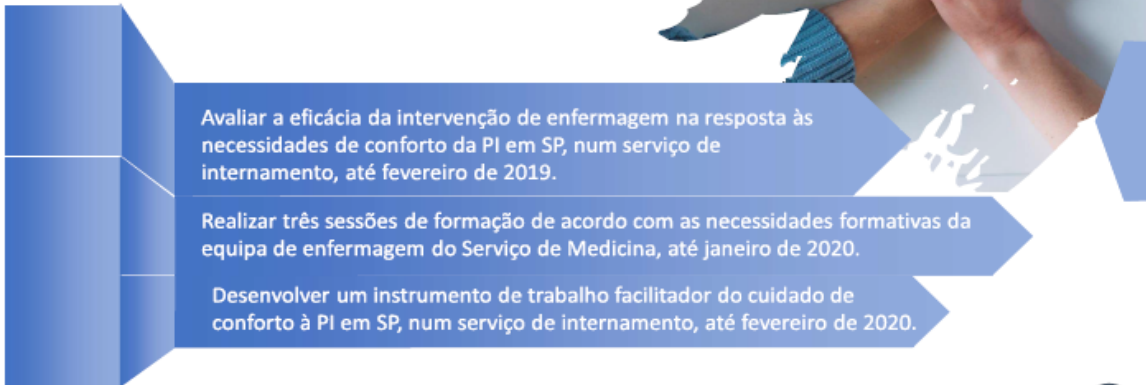 Avaliar a eficácia da intervenção de enfermagem na resposta às
necessidades de conforto da PI em SP, num serviço de
internamento, até fevereiro de 2019.
Realizar três sessões de formação de acordo com as necessidades formativas da
equipa de enfermagem do Serviço de Medicina, até janeiro de 2020.
Desenvolver um instrumento de trabalho facilitador do cuidado de
conforto à PI em SP, num serviço de internamento, até fevereiro de 2020.